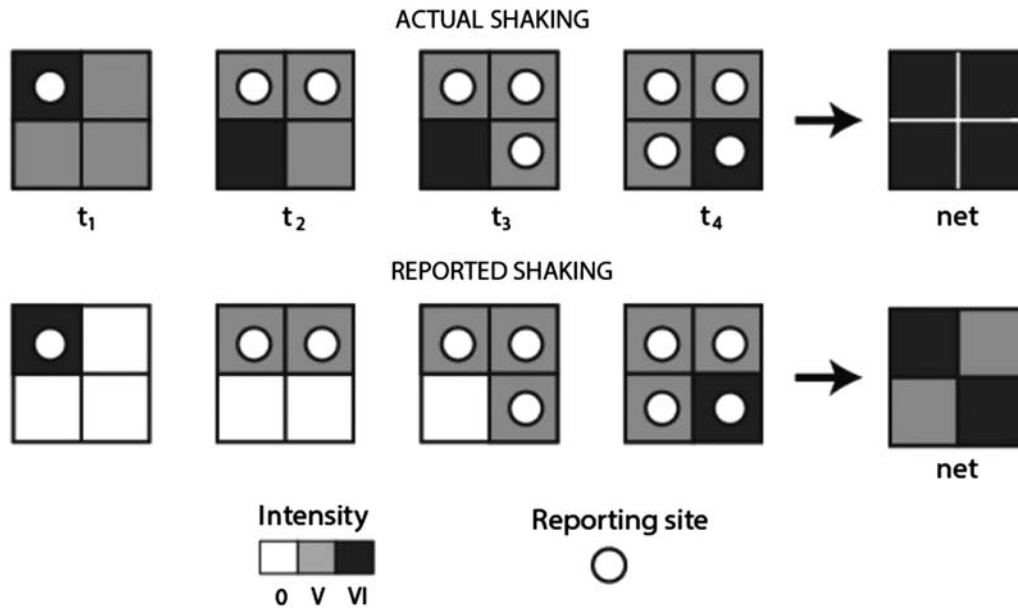 ACTUAL SHAKING
t1 t2 t3 t4 net
REPORTED SHAKING
net
Intensity
0 V VI
Reporting site